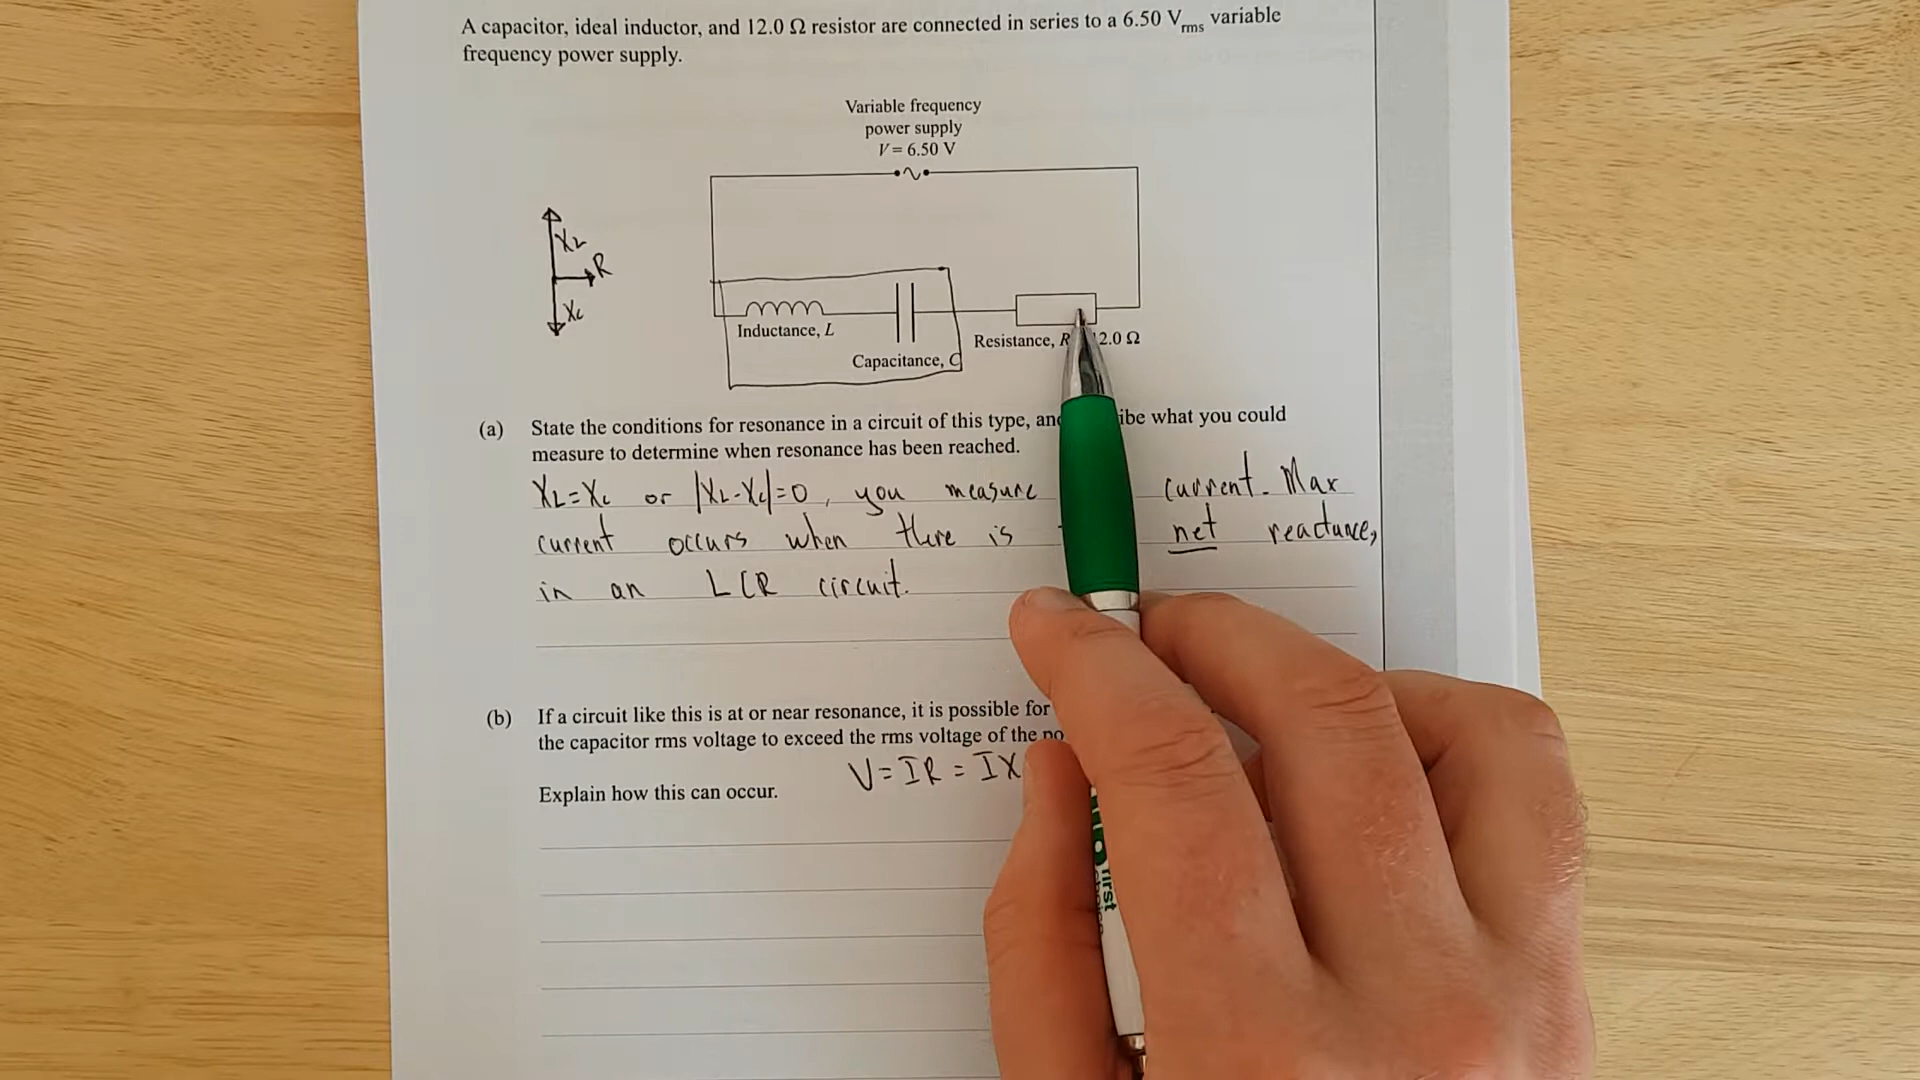 A capacitor, ideal inductor, and 12.0 Ω resistor are connected in series to a 6.50 Vrms variable
frequency power supply.
Variable frequency
power supply
V = 6.50 V
XL
R
XC
Inductance, L
Capacitance, C
Resistance, R 2.0 Ω
(a) State the conditions for resonance in a circuit of this type, an ibe what you could
measure to determine when resonance has been reached.
XL=XC or |XL-XC|=0, you measure current. Max
current occurs when there is net reactance,
in an LCR circuit.
(b) If a circuit like this is at or near resonance, it is possible for
the capacitor rms voltage to exceed the rms voltage of the po
V=IR = IX
Explain how this can occur.
first